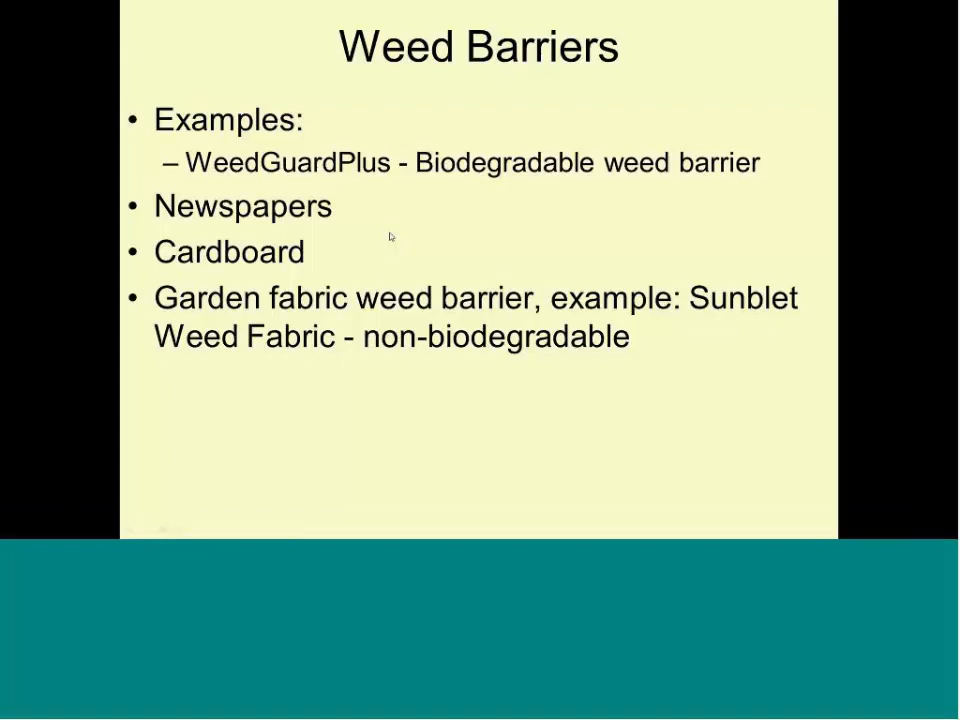 Weed Barriers
• Examples:
– WeedGuardPlus - Biodegradable weed barrier
• Newspapers
• Cardboard
• Garden fabric weed barrier, example: Sunblet
Weed Fabric - non-biodegradable